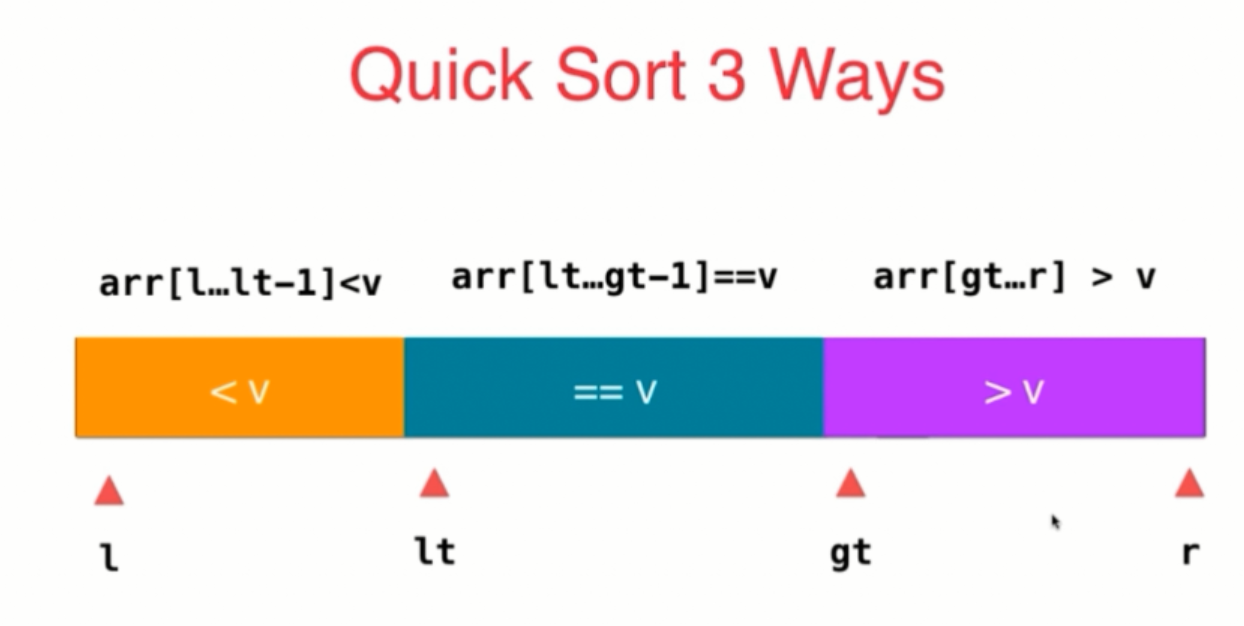 Quick Sort 3 Ways
arr[l…lt-1]<v arr[lt…gt-1]==v arr[gt…r] > v
< v == v > v
l lt gt r